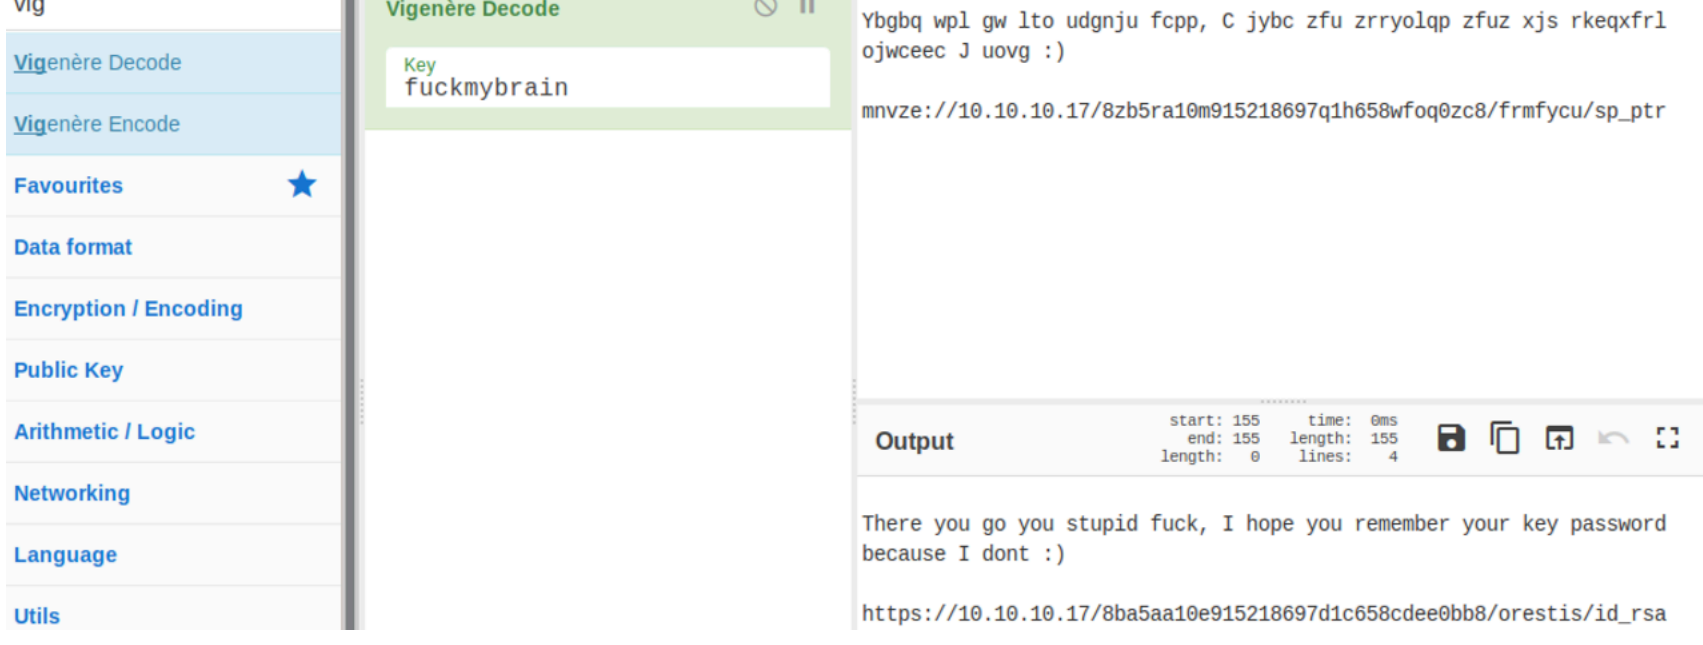 vig
Vigenère Decode
Vigenère Encode
Favourites
Data format
Encryption / Encoding
Public Key
Arithmetic / Logic
Networking
Language
Utils
Vigenère Decode
Key
fuckmybrain
Ybgbq wpl gw lto udgnju fcpp, C jybc zfu zrryolqp zfuz xjs rkeqxfrl
ojwceec J uovg :)
mnvze://10.10.10.17/8zb5ra10m915218697q1h658wfoq0zc8/frmfycu/sp_ptr
Output
start: 155 time: 0ms
end: 155 length: 155
length: 0 lines: 4
There you go you stupid fuck, I hope you remember your key password
because I dont :)
https://10.10.10.17/8ba5aa10e915218697d1c658cdee0bb8/orestis/id_rsa